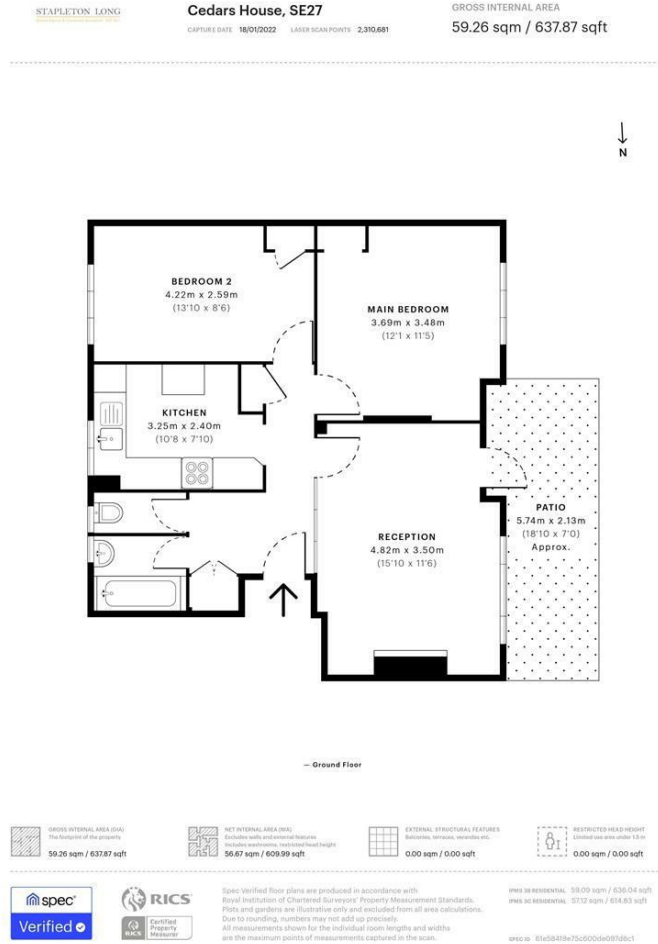 STAPLETON LONG
Cedars House, SE27
CAPTURE DATE 18/01/2022 LASER SCAN POINTS 2,310,681
GROSS INTERNAL AREA
59.26 sqm / 637.87 sqft
N
BEDROOM 2
4.22m x 2.59m
(13'10 x 8'6)
MAIN BEDROOM
3.69m x 3.48m
(12'1 x 11'5)
KITCHEN
3.25m x 2.40m
(10'8 x 7'10)
RECEPTION
4.82m x 3.50m
(15'10 x 11'6)
PATIO
5.74m x 2.13m
(18'10 x 7'0)
Approx.
— Ground Floor
GROSS INTERNAL AREA (GIA)
The footprint of the property
59.26 sqm / 637.87 sqft
NET INTERNAL AREA (NIA)
Excludes walls and external features
Includes washrooms, restricted head height
56.67 sqm / 609.99 sqft
EXTERNAL STRUCTURAL FEATURES
Balconies, terraces, verandas etc.
0.00 sqm / 0.00 sqft
RESTRICTED HEAD HEIGHT
Limited use area under 1.5 m
0.00 sqm / 0.00 sqft
spec
Verified
RICS
RICS
Certified
Property
Measurer
Spec Verified floor plans are produced in accordance with
Royal Institution of Chartered Surveyors' Property Measurement Standards.
Plots and gardens are illustrative only and excluded from all area calculations.
Due to rounding, numbers may not add up precisely.
All measurements shown for the individual room lengths and widths
are the maximum points of measurements captured in the scan.
IPMS 3B RESIDENTIAL 59.09 sqm / 636.04 sqft
IPMS 3C RESIDENTIAL 57.12 sqm / 614.83 sqft
SPEC ID